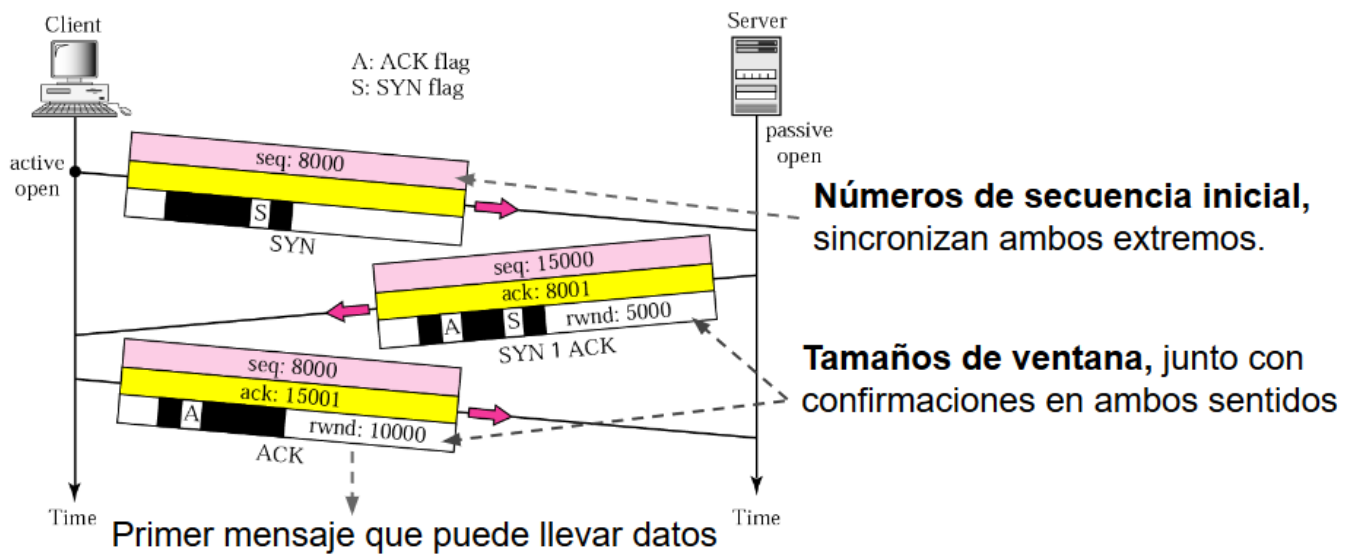 Client
Server
A: ACK flag
S: SYN flag
active
open
passive
open
seq: 8000
S
SYN
Números de secuencia inicial,
sincronizan ambos extremos.
seq: 15000
ack: 8001
A S rwnd: 5000
SYN 1 ACK
Tamaños de ventana, junto con
confirmaciones en ambos sentidos
seq: 8000
ack: 15001
A rwnd: 10000
ACK
Time
Time
Primer mensaje que puede llevar datos